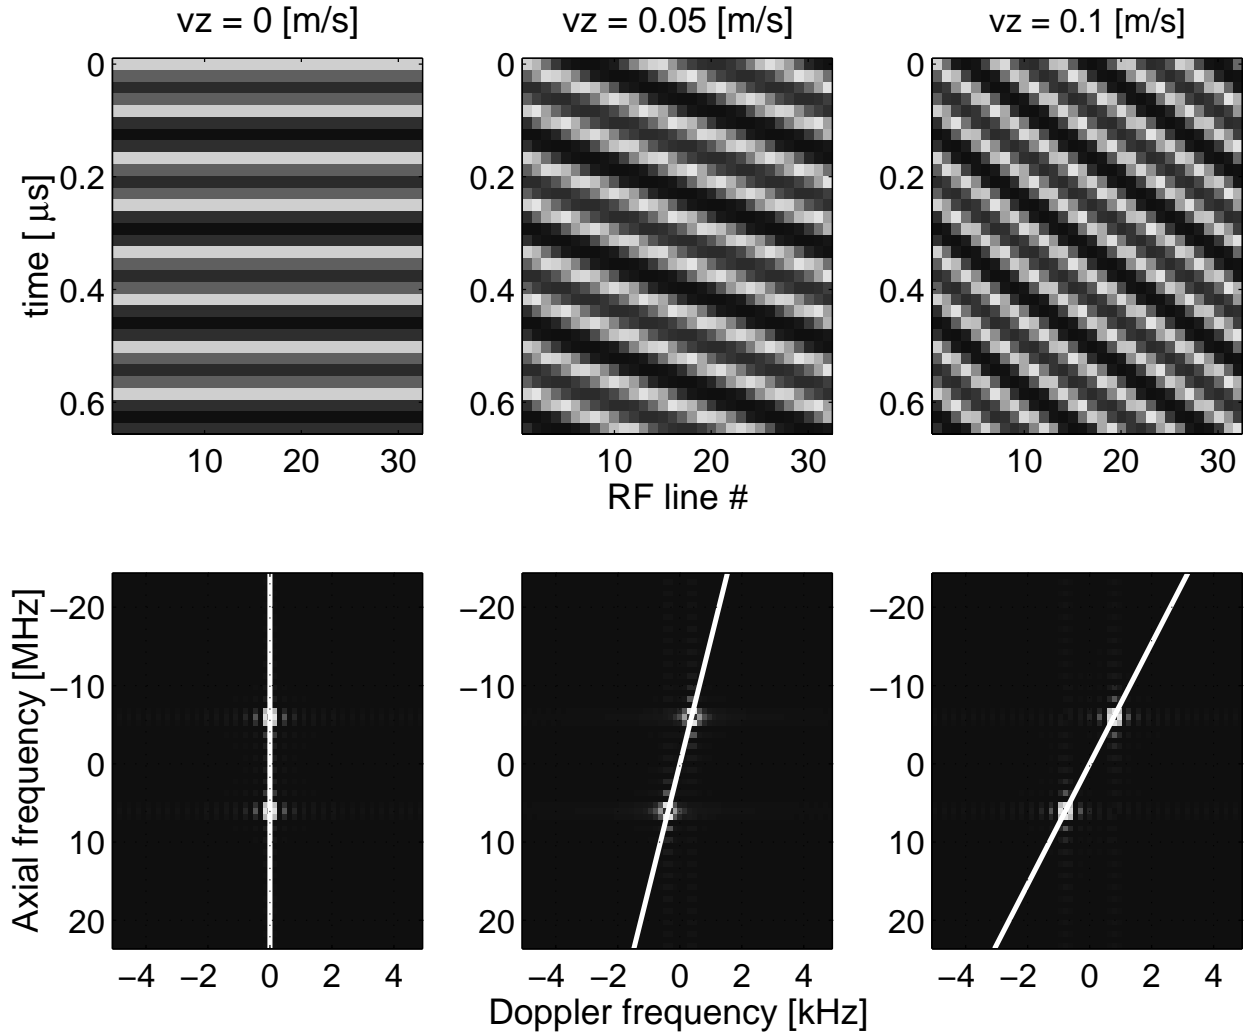 vz = 0 [m/s]
vz = 0.05 [m/s]
vz = 0.1 [m/s]
time [ μs]
0
0.2
0.4
0.6
10 20 30
0
0.2
0.4
0.6
10 20 30
0
0.2
0.4
0.6
10 20 30
RF line #
Axial frequency [MHz]
−20
−10
0
10
20
−4 −2 0 2 4
−20
−10
0
10
20
−4 −2 0 2 4
−20
−10
0
10
20
−4 −2 0 2 4
Doppler frequency [kHz]